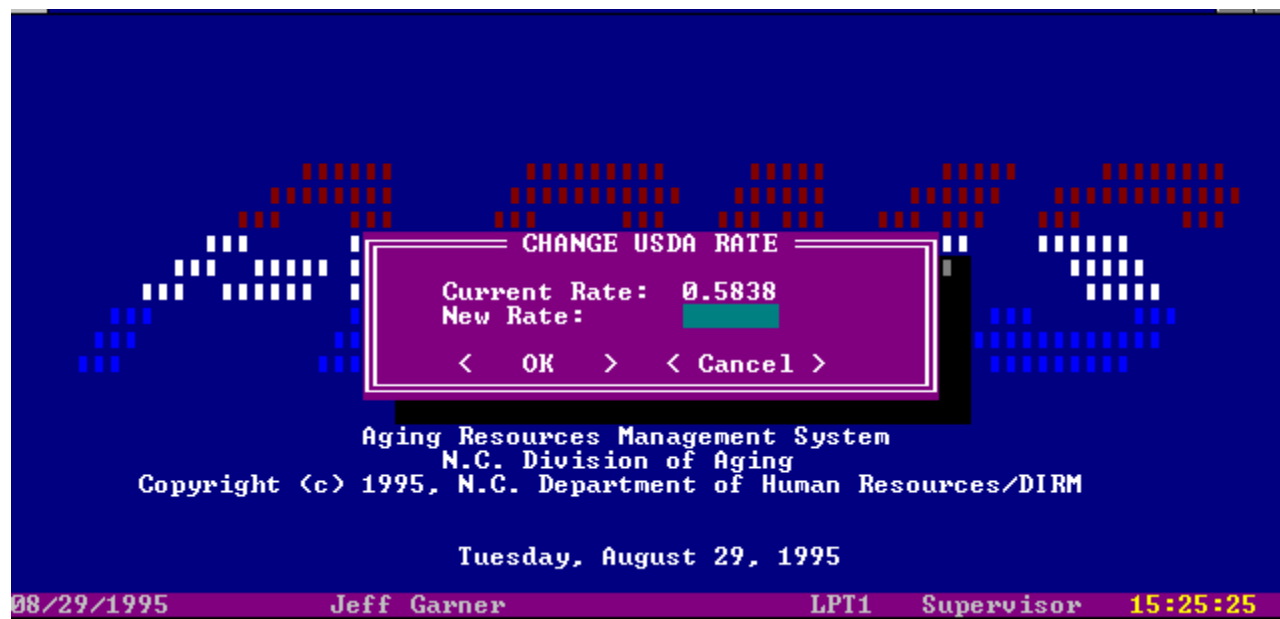 ARMS
CHANGE USDA RATE
Current Rate: 0.5838
New Rate:
< OK > < Cancel >
Aging Resources Management System
N.C. Division of Aging
Copyright (c) 1995, N.C. Department of Human Resources/DIRM
Tuesday, August 29, 1995
08/29/1995 Jeff Garner LPT1 Supervisor 15:25:25